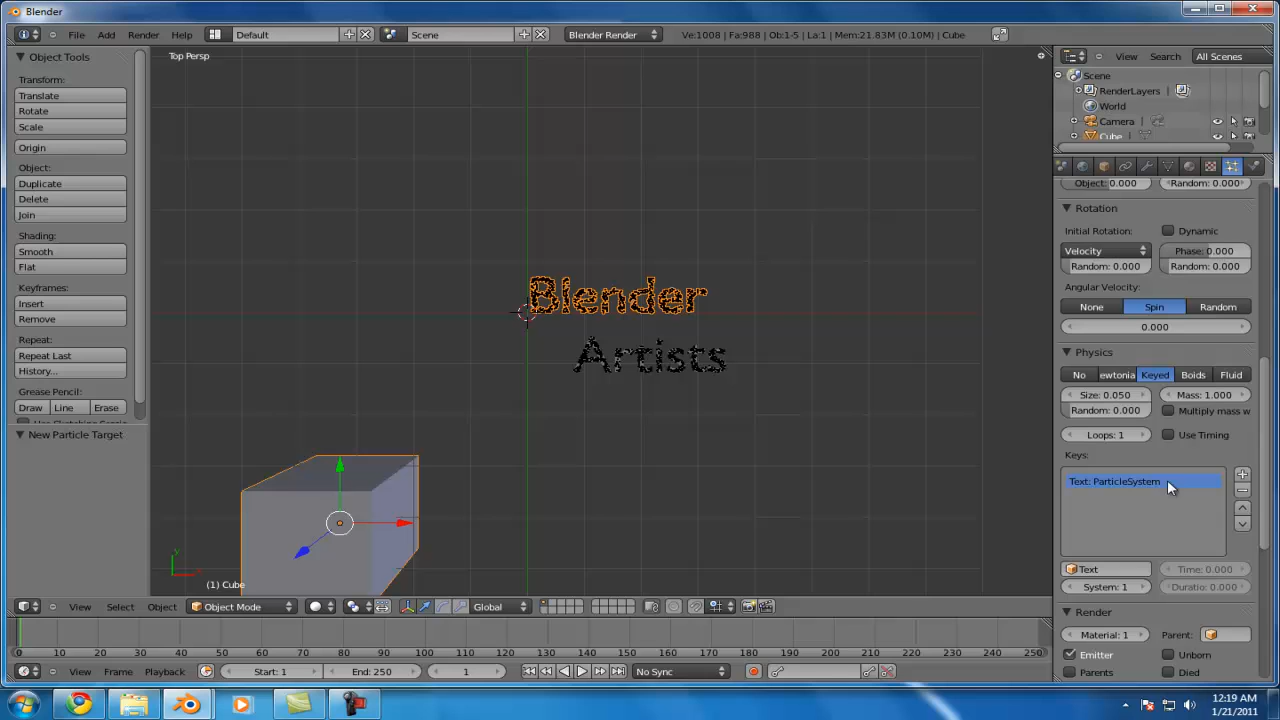 Blender
File Add Render Help Default Scene Blender Render Ve:1008 | Fa:988 | Ob:1-5 | La:1 | Mem:21.83M (0.10M) | Cube
Object Tools
Transform:
Translate
Rotate
Scale
Origin
Object:
Duplicate
Delete
Join
Shading:
Smooth
Flat
Keyframes:
Insert
Remove
Repeat:
Repeat Last
History...
Grease Pencil:
Draw Line Erase
New Particle Target
Top Persp
Blender
Artists
(1) Cube
View Select Object Object Mode Global
0 10 20 30 40 50 60 70 80 90 100 110 120 130 140 150 160 170 180 190 200 210 220 230 240 250
View Frame Playback Start: 1 End: 250 1 No Sync
View Search All Scenes
Scene
RenderLayers
World
Camera
Cube
Object: 0.000 Random: 0.000
Rotation
Initial Rotation: Dynamic
Velocity Phase: 0.000
Random: 0.000 Random: 0.000
Angular Velocity:
None Spin Random
0.000
Physics
No ewtonia Keyed Boids Fluid
Size: 0.050 Mass: 1.000
Random: 0.000 Multiply mass w
Loops: 1 Use Timing
Keys:
Text: ParticleSystem
Text Time: 0.000
System: 1 Duratio: 0.000
Render
Material: 1 Parent:
Emitter Unborn
Parents Died
12:19 AM
1/21/2011